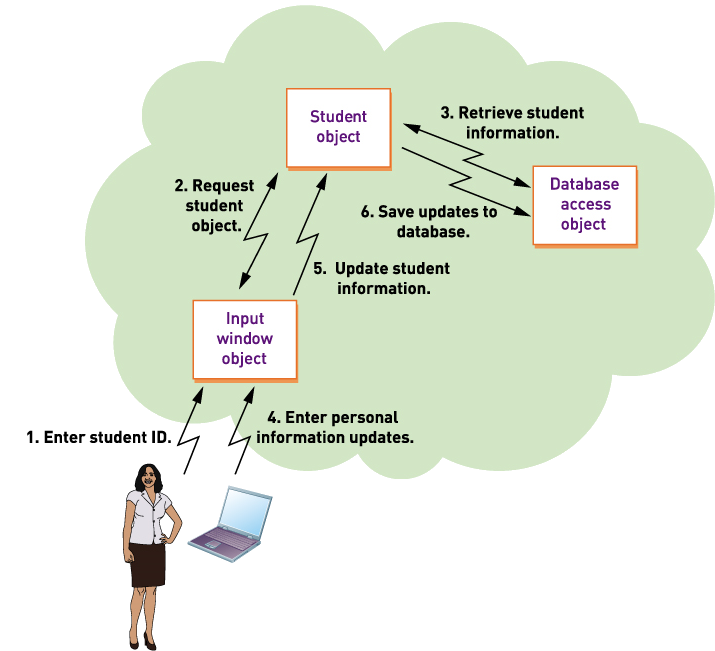 Student
object
3. Retrieve student
information.
Database
access
object
2. Request
student
object.
6. Save updates to
database.
5.  Update student
information.
Input
window
object
4. Enter personal
information updates.
1. Enter student ID.